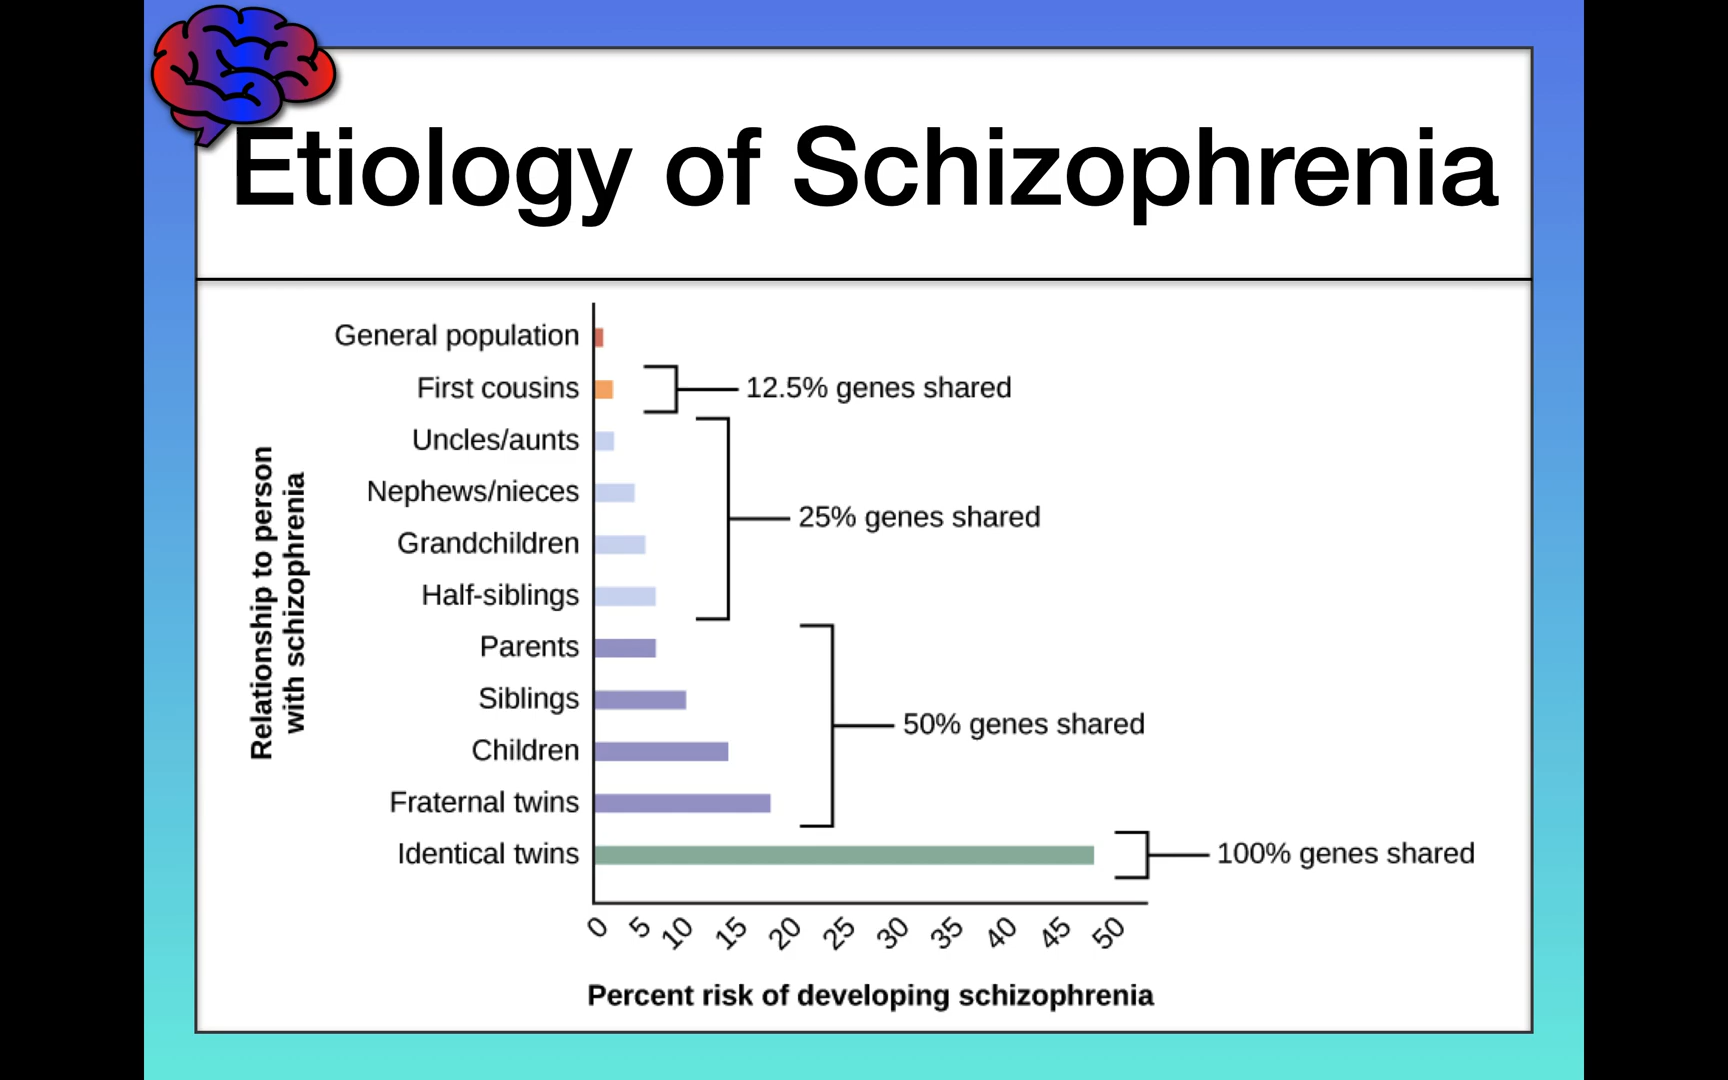 Etiology of Schizophrenia
Relationship to person
with schizophrenia
General population
First cousins
12.5% genes shared
Uncles/aunts
Nephews/nieces
25% genes shared
Grandchildren
Half-siblings
Parents
Siblings
50% genes shared
Children
Fraternal twins
Identical twins
100% genes shared
0 5 10 15 20 25 30 35 40 45 50
Percent risk of developing schizophrenia